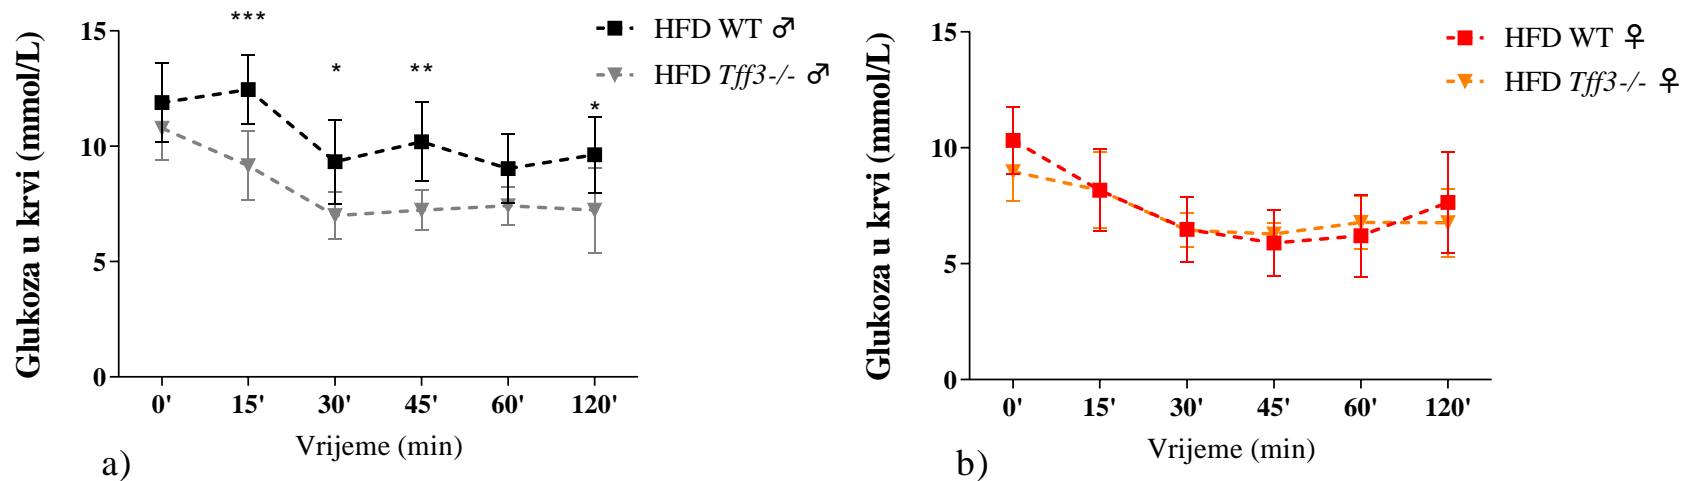 Glukoza u krvi (mmol/L)
15
10
5
0
***
*
**
*
HFD WT ♂
HFD Tff3-/- ♂
0' 15' 30' 45' 60' 120'
Vrijeme (min)
a)
Glukoza u krvi (mmol/L)
15
10
5
0
HFD WT ♀
HFD Tff3-/- ♀
0' 15' 30' 45' 60' 120'
Vrijeme (min)
b)